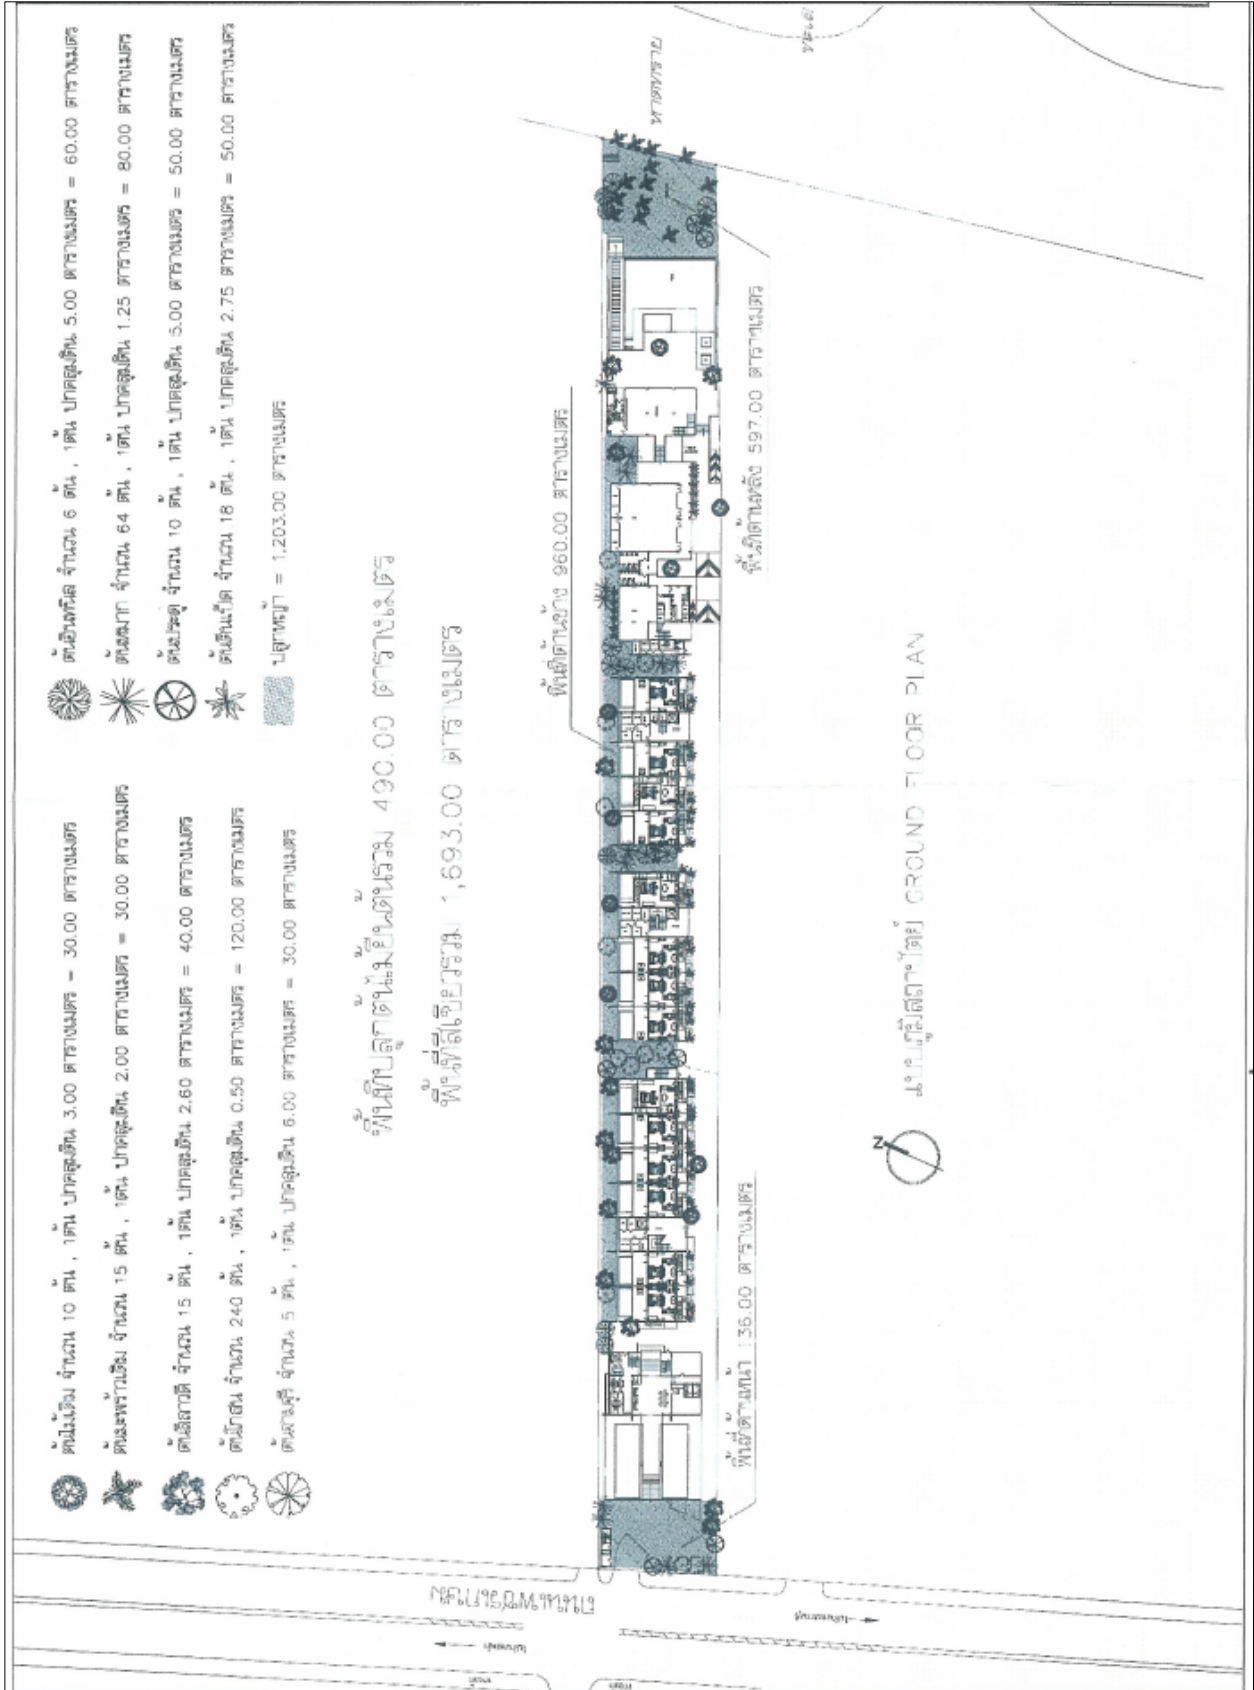 ต้นไม้เดิม จำนวน 10 ต้น , 1ต้น ปกคลุมดิน 3.00 ตารางเมตร = 30.00 ตารางเมตร
ต้นมะพร้าวเดิม จำนวน 15 ต้น , 1ต้น ปกคลุมดิน 2.00 ตารางเมตร = 30.00 ตารางเมตร
ต้นลีลาวดี จำนวน 15 ต้น , 1ต้น ปกคลุมดิน 2.60 ตารางเมตร = 40.00 ตารางเมตร
ต้นโกสน จำนวน 240 ต้น , 1ต้น ปกคลุมดิน 0.50 ตารางเมตร = 120.00 ตารางเมตร
ต้นจามจุรี จำนวน 5 ต้น , 1ต้น ปกคลุมดิน 6.00 ตารางเมตร = 30.00 ตารางเมตร
ต้นอินทนิล จำนวน 6 ต้น , 1ต้น ปกคลุมดิน 5.00 ตารางเมตร = 60.00 ตารางเมตร
ต้นหมาก จำนวน 64 ต้น , 1ต้น ปกคลุมดิน 1.25 ตารางเมตร = 80.00 ตารางเมตร
ต้นประดู่ จำนวน 10 ต้น , 1ต้น ปกคลุมดิน 5.00 ตารางเมตร = 50.00 ตารางเมตร
ต้นตีนเป็ด จำนวน 18 ต้น , 1ต้น ปกคลุมดิน 2.75 ตารางเมตร = 50.00 ตารางเมตร
ปลูกหญ้า = 1,203.00 ตารางเมตร
พื้นที่ปลูกต้นไม้ยืนต้นรวม 490.00 ตารางเมตร
พื้นที่สีเขียวรวม 1,693.00 ตารางเมตร
พื้นที่ด้านข้าง 960.00 ตารางเมตร
หาดทราย
ทะเล
ถนนเพชรเกษม
พื้นที่ด้านหน้า 136.00 ตารางเมตร
พื้นที่ด้านหลัง 597.00 ตารางเมตร
Z
แบบภูมิสถาปัตย์ GROUND FLOOR PLAN